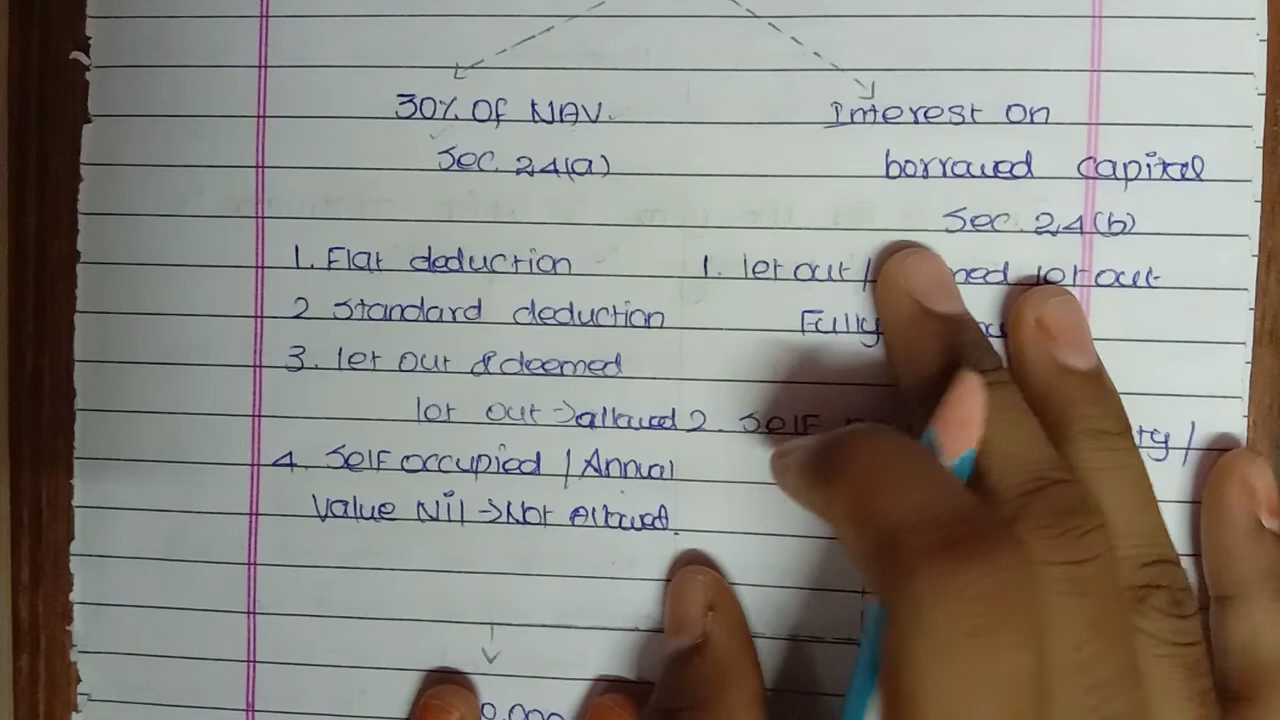 30% OF NAV.
Sec. 24(a)
Interest on
borrowed capital
Sec. 24(b)
1. Flat deduction
2 Standard deduction
3. let out & deemed
let out → allowed
4. Self occupied / Annual
Value Nil → Not Allowed.
1. let out / let out
Fully
2. Self